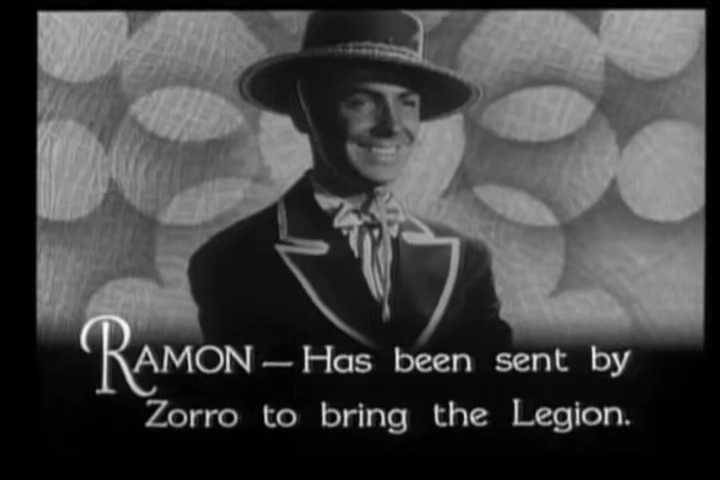 RAMON — Has been sent by
Zorro to bring the Legion.